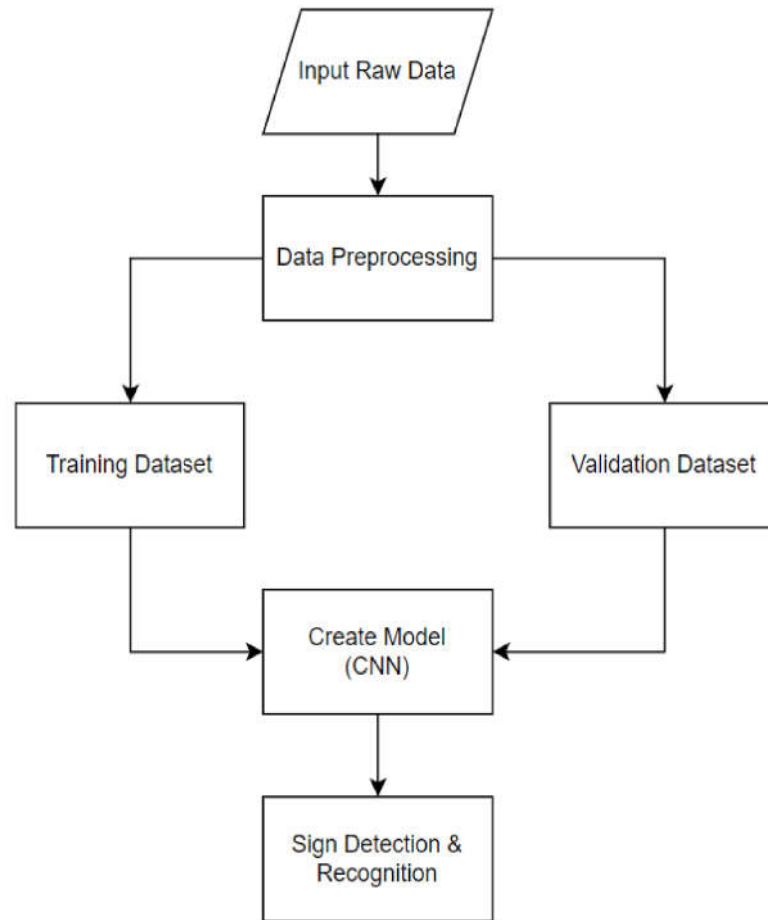 Input Raw Data
Data Preprocessing
Training Dataset
Validation Dataset
Create Model
(CNN)
Sign Detection &
Recognition